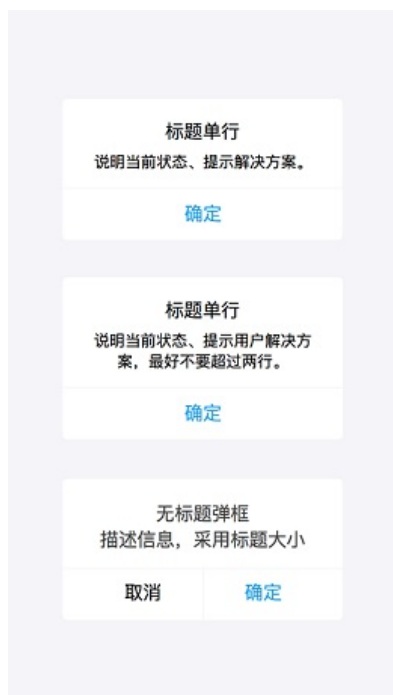 标题单行
说明当前状态、提示解决方案。
确定
标题单行
说明当前状态、提示用户解决方
案，最好不要超过两行。
确定
无标题弹框
描述信息，采用标题大小
取消
确定